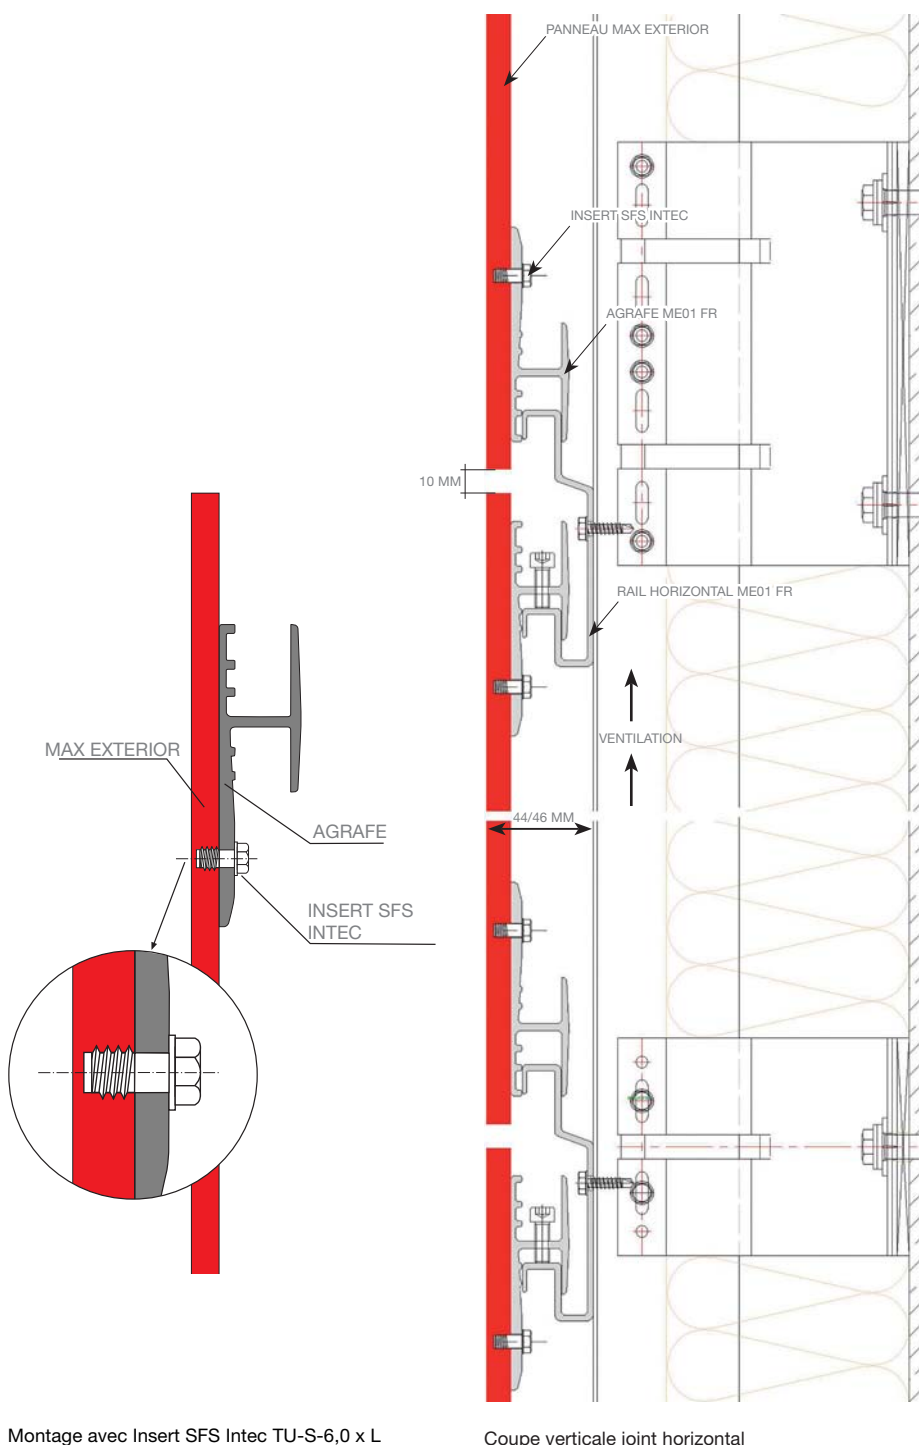 PANNEAU MAX EXTERIOR
INSERT SFS INTEC
AGRAFE ME01 FR
10 MM
RAIL HORIZONTAL ME01 FR
VENTILATION
44/46 MM
MAX EXTERIOR
AGRAFE
INSERT SFS
INTEC
Montage avec Insert SFS Intec TU-S-6,0 x L
Coupe verticale joint horizontal